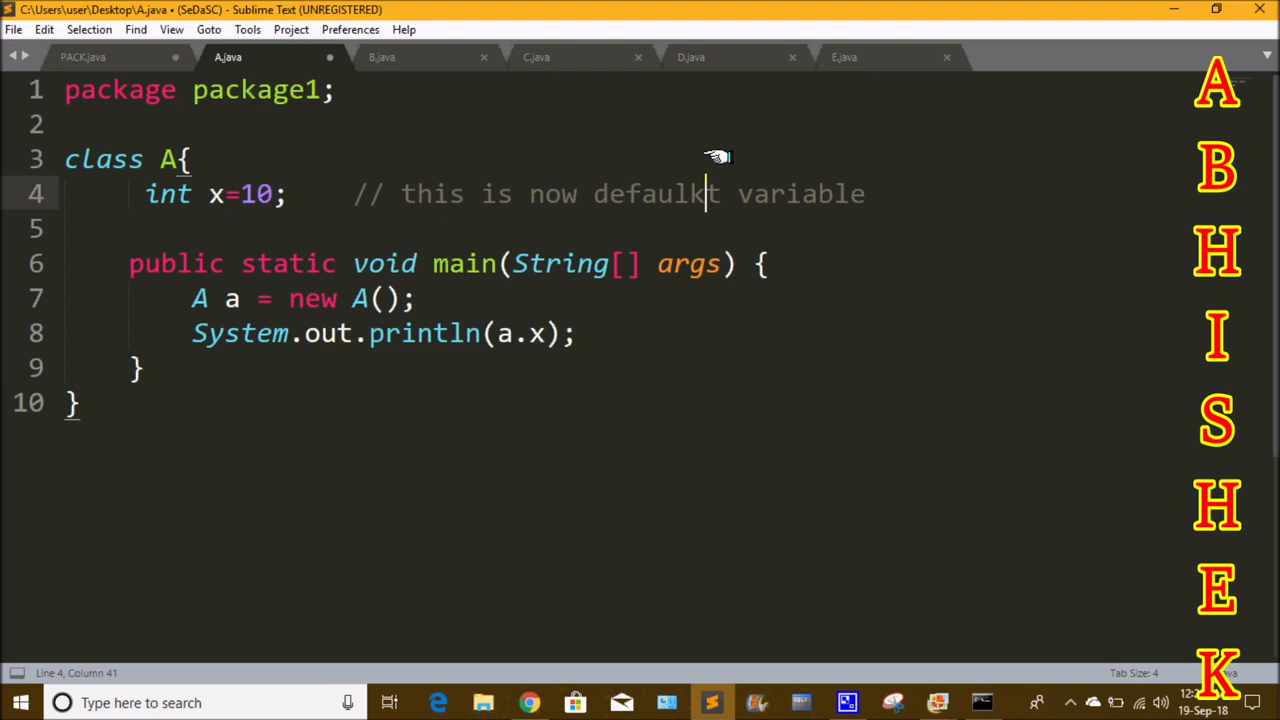 C:\Users\user\Desktop\A.java • (SeDaSC) - Sublime Text (UNREGISTERED)
File Edit Selection Find View Goto Tools Project Preferences Help
PACK.java A.java B.java C.java D.java E.java
1 package package1;
2
3 class A{
4 int x=10; // this is now defaulkt variable
5
6 public static void main(String[] args) {
7 A a = new A();
8 System.out.println(a.x);
9 }
10 }
A
B
H
I
S
H
E
K
Line 4, Column 41 Tab Size: 4
Type here to search
19-Sep-18